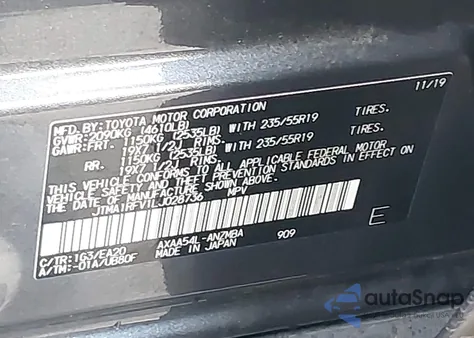 MFD.BY: TOYOTA MOTOR CORPORATION 11/19
GVWR: 2090KG (4610LB)
GAWR: FRT. 1150KG (2535LB) WITH 235/55R19 TIRES.
19X7 1/2J RIMS.
RR. 1150KG (2535LB) WITH 235/55R19 TIRES.
19X7 1/2J RIMS.
THIS VEHICLE CONFORMS TO ALL APPLICABLE FEDERAL MOTOR
VEHICLE SAFETY AND THEFT PREVENTION STANDARDS IN EFFECT
ON THE DATE OF MANUFACTURE SHOWN ABOVE.
JTMA1RFV1LJ028736 MPV
E
C/TR: 1G3/EA20 AXAA54L-ANZMBA 909
A/TM: -01A/UB80F MADE IN JAPAN
autoSnap